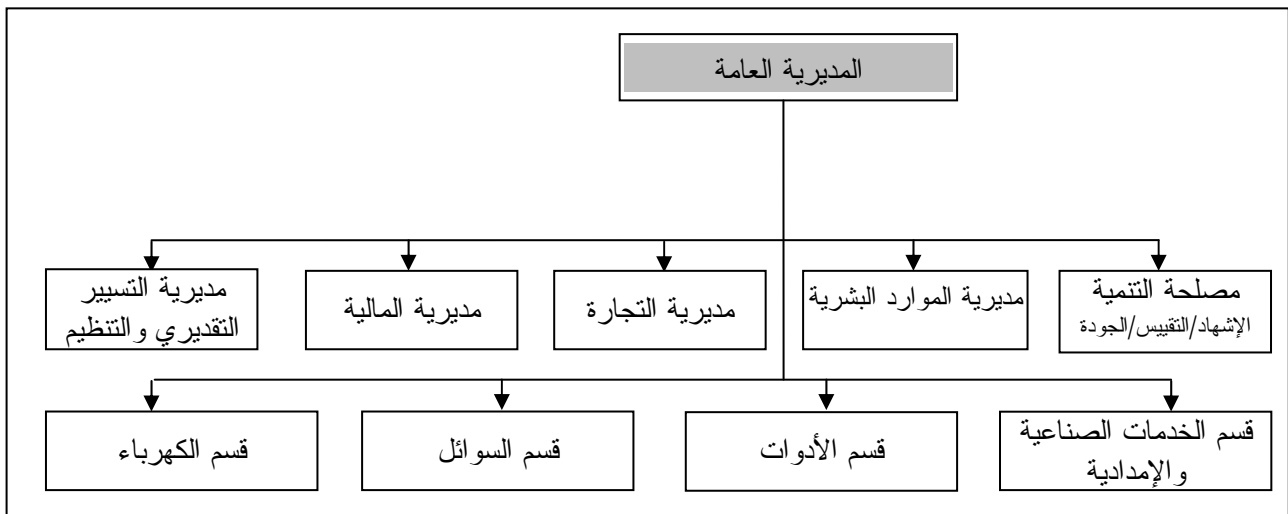 المديرية العامة
مصلحة التنمية
الإشهاد/التقييس/الجودة
مديرية الموارد البشرية
مديرية التجارة
مديرية المالية
مديرية التسيير
التقديري والتنظيم
قسم الخدمات الصناعية
والإمدادية
قسم الأدوات
قسم السوائل
قسم الكهرباء